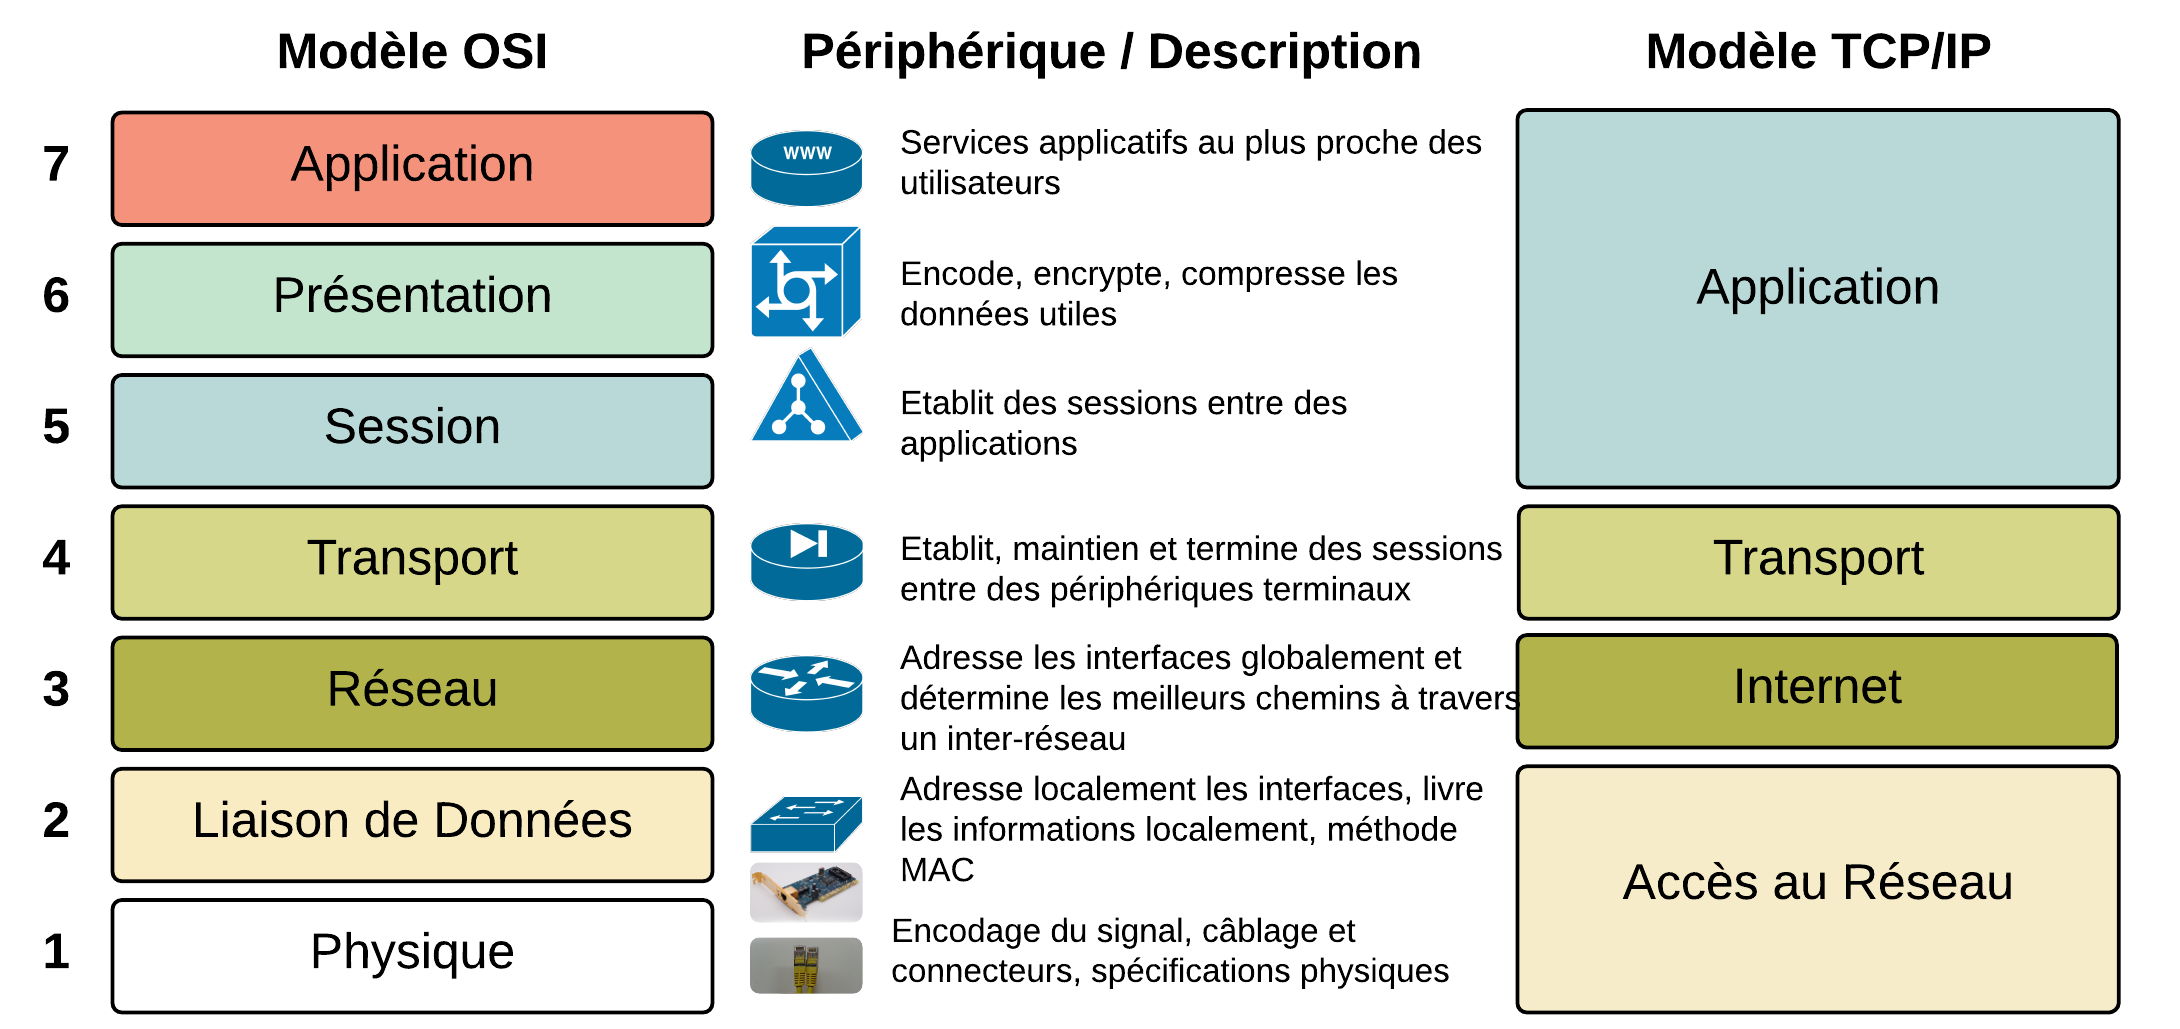 Modèle OSI
Périphérique / Description
Modèle TCP/IP
7
Application
WWW
Services applicatifs au plus proche des
utilisateurs
6
Présentation
Encode, encrypte, compresse les
données utiles
Application
5
Session
Etablit des sessions entre des
applications
4
Transport
Etablit, maintien et termine des sessions
entre des périphériques terminaux
Transport
3
Réseau
Adresse les interfaces globalement et
détermine les meilleurs chemins à travers
un inter-réseau
Internet
2
Liaison de Données
Adresse localement les interfaces, livre
les informations localement, méthode
MAC
Accès au Réseau
1
Physique
Encodage du signal, câblage et
connecteurs, spécifications physiques